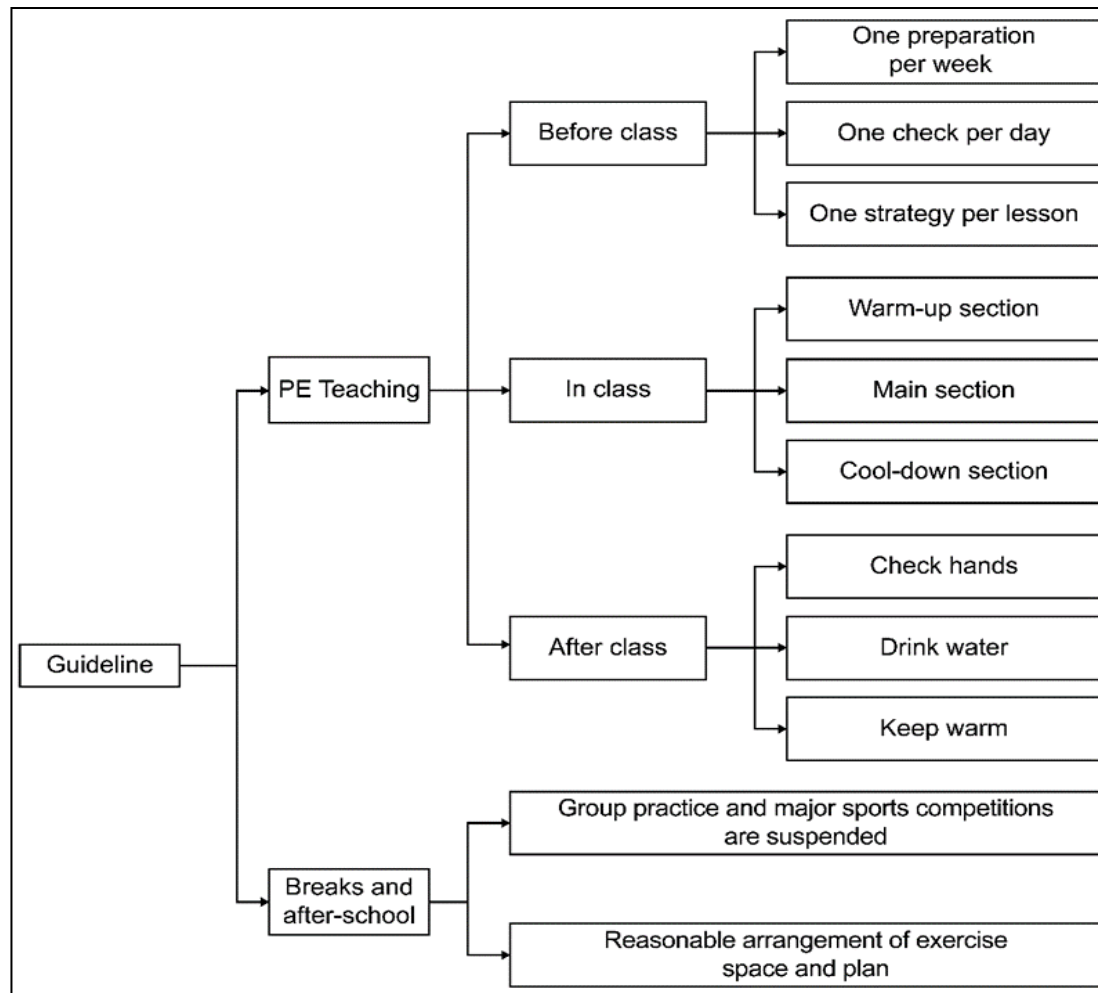 One preparation
per week
Before class
One check per day
One strategy per lesson
Warm-up section
PE Teaching
In class
Main section
Cool-down section
Check hands
Guideline
After class
Drink water
Keep warm
Group practice and major sports competitions
are suspended
Breaks and
after-school
Reasonable arrangement of exercise
space and plan